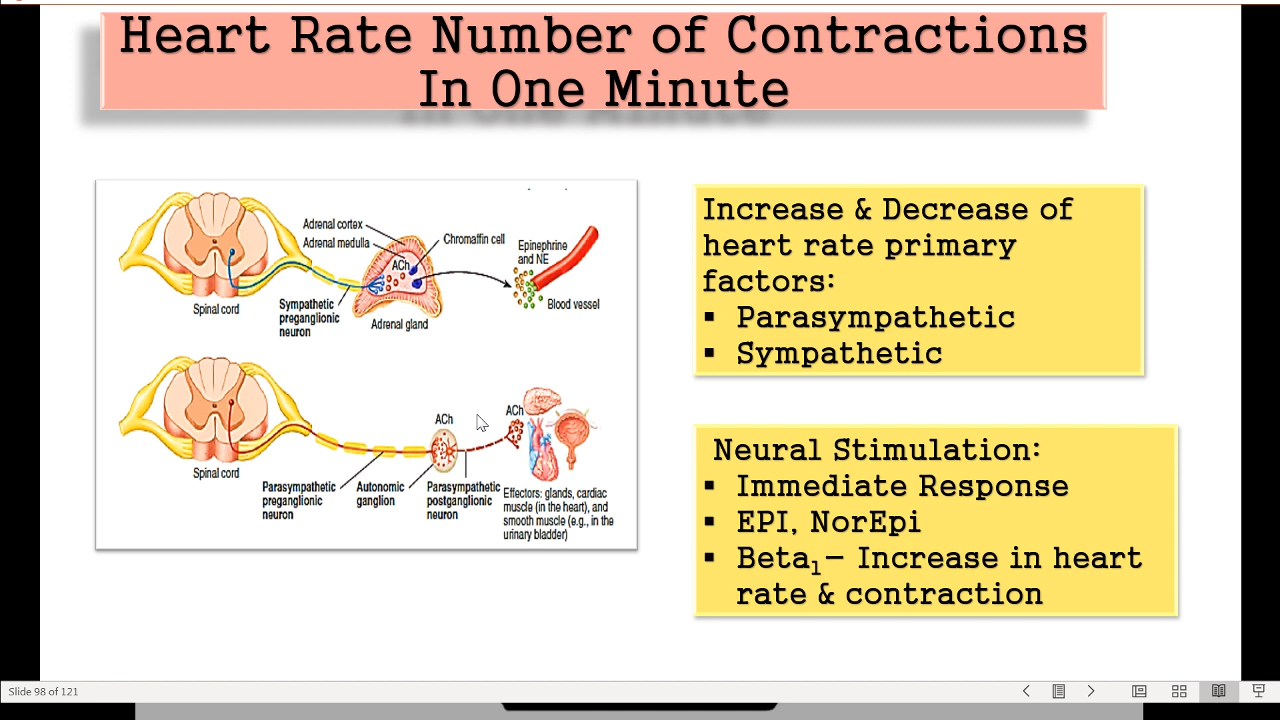 Heart Rate Number of Contractions
In One Minute
Adrenal cortex
Adrenal medulla
Chromaffin cell
ACh
Epinephrine
and NE
Spinal cord
Sympathetic
preganglionic
neuron
Adrenal gland
Blood vessel
ACh
ACh
Spinal cord
Parasympathetic
preganglionic
neuron
Autonomic
ganglion
Parasympathetic
postganglionic
neuron
Effectors: glands, cardiac
muscle (in the heart), and
smooth muscle (e.g., in the
urinary bladder)
Increase & Decrease of
heart rate primary
factors:
▪ Parasympathetic
▪ Sympathetic
Neural Stimulation:
▪ Immediate Response
▪ EPI, NorEpi
▪ Beta₁– Increase in heart
rate & contraction
Slide 98 of 121